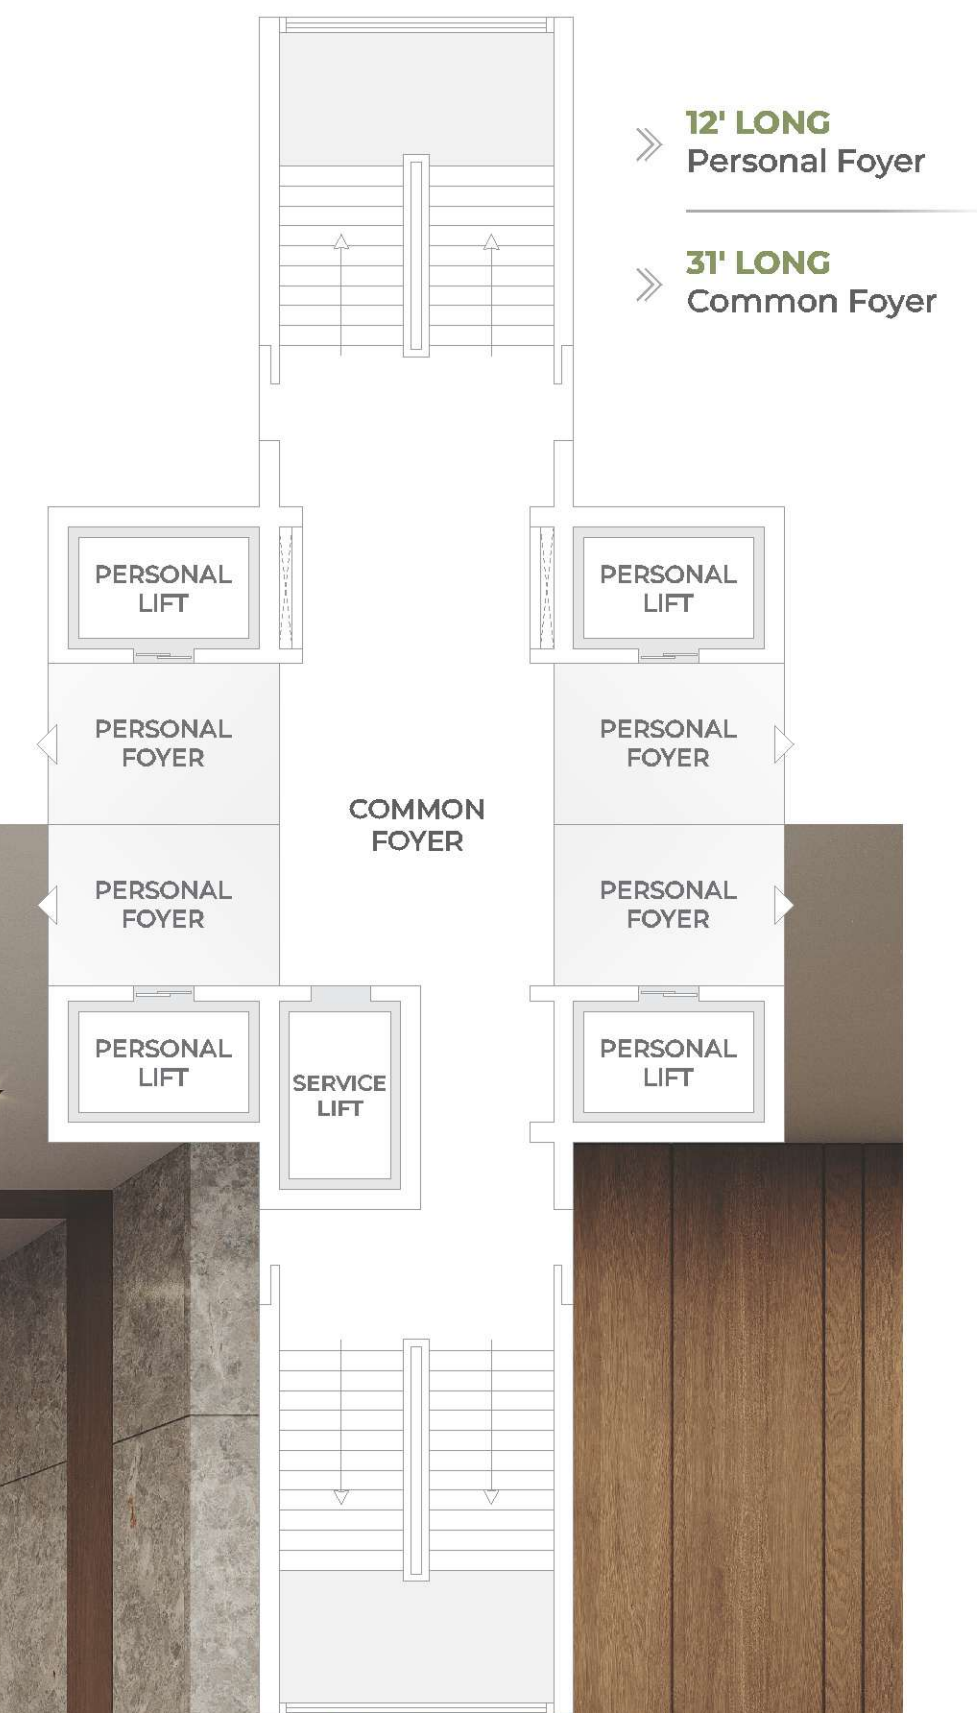 12' LONG
Personal Foyer
31' LONG
Common Foyer
PERSONAL
LIFT
PERSONAL
LIFT
PERSONAL
FOYER
PERSONAL
FOYER
COMMON
FOYER
PERSONAL
FOYER
PERSONAL
FOYER
PERSONAL
LIFT
SERVICE
LIFT
PERSONAL
LIFT